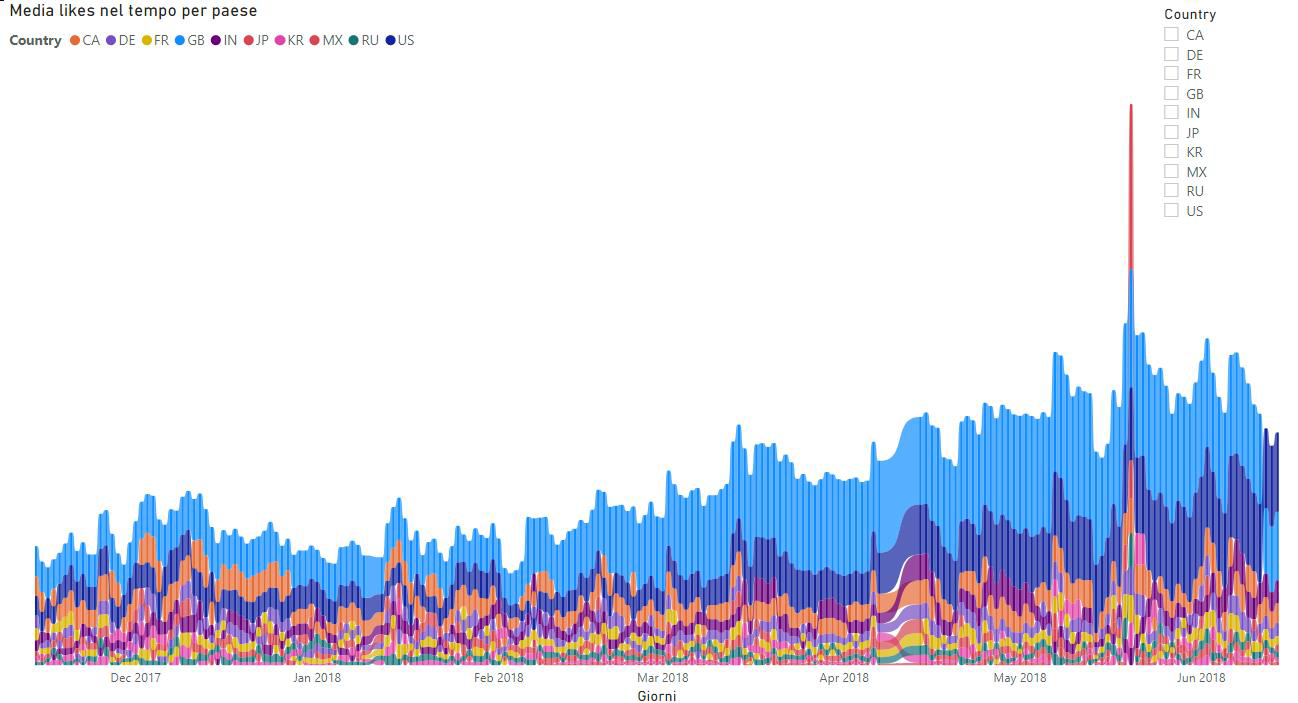 Media likes nel tempo per paese
Country CA DE FR GB IN JP KR MX RU US
Country
CA
DE
FR
GB
IN
JP
KR
MX
RU
US
Dec 2017 Jan 2018 Feb 2018 Mar 2018 Apr 2018 May 2018 Jun 2018
Giorni